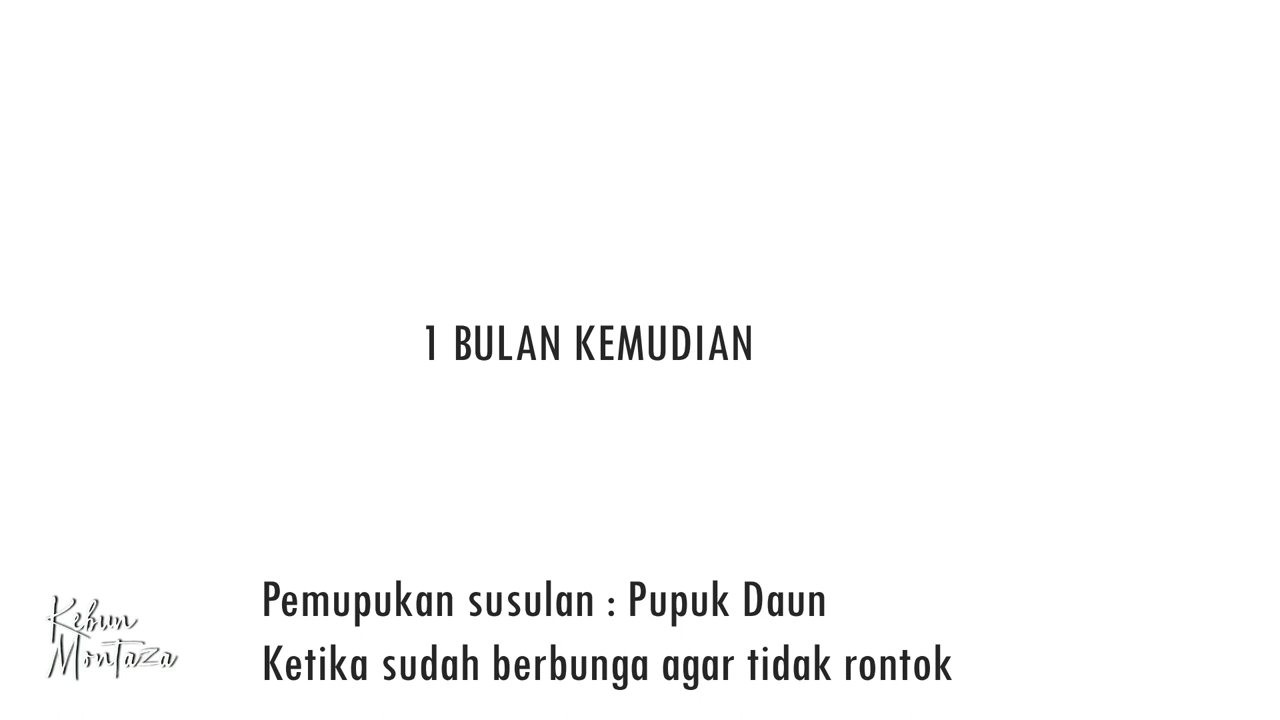 1 BULAN KEMUDIAN
Pemupukan susulan : Pupuk Daun
Ketika sudah berbunga agar tidak rontok
Kebun
Montaza